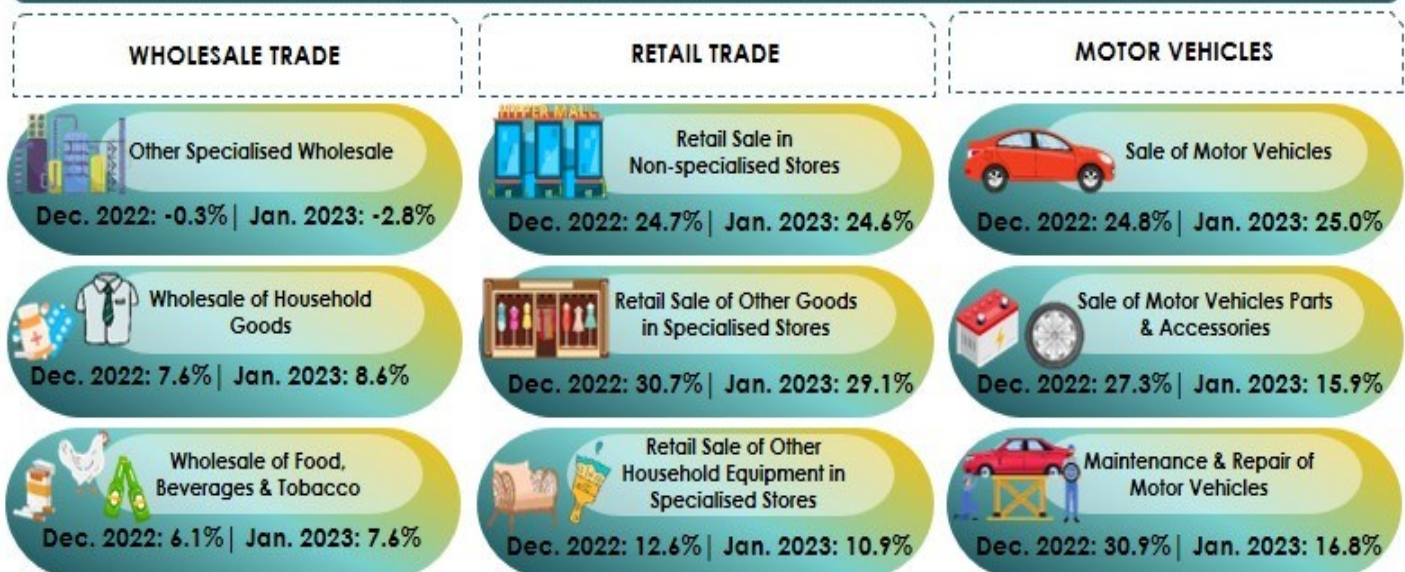 WHOLESALE TRADE
RETAIL TRADE
MOTOR VEHICLES
Other Specialised Wholesale
Dec. 2022: -0.3%| Jan. 2023: -2.8%
HYPER MALL
Retail Sale in
Non-specialised Stores
Dec. 2022: 24.7%| Jan. 2023: 24.6%
Sale of Motor Vehicles
Dec. 2022: 24.8%| Jan. 2023: 25.0%
Wholesale of Household
Goods
Dec. 2022: 7.6%| Jan. 2023: 8.6%
Retail Sale of Other Goods
in Specialised Stores
Dec. 2022: 30.7%| Jan. 2023: 29.1%
Sale of Motor Vehicles Parts
& Accessories
Dec. 2022: 27.3%| Jan. 2023: 15.9%
Wholesale of Food,
Beverages & Tobacco
Dec. 2022: 6.1%| Jan. 2023: 7.6%
Retail Sale of Other
Household Equipment in
Specialised Stores
Dec. 2022: 12.6%| Jan. 2023: 10.9%
Maintenance & Repair of
Motor Vehicles
Dec. 2022: 30.9%| Jan. 2023: 16.8%